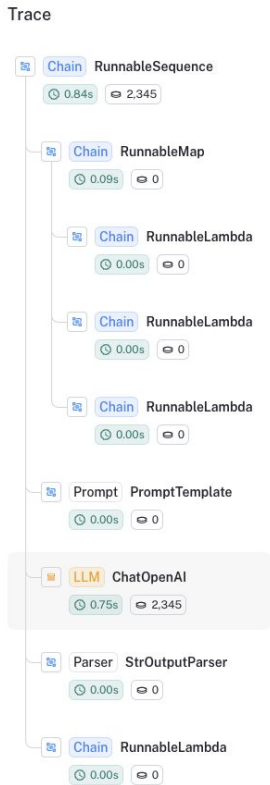 Trace
Chain RunnableSequence
0.84s 2,345
Chain RunnableMap
0.09s 0
Chain RunnableLambda
0.00s 0
Chain RunnableLambda
0.00s 0
Chain RunnableLambda
0.00s 0
Prompt PromptTemplate
0.00s 0
LLM ChatOpenAI
0.75s 2,345
Parser StrOutputParser
0.00s 0
Chain RunnableLambda
0.00s 0